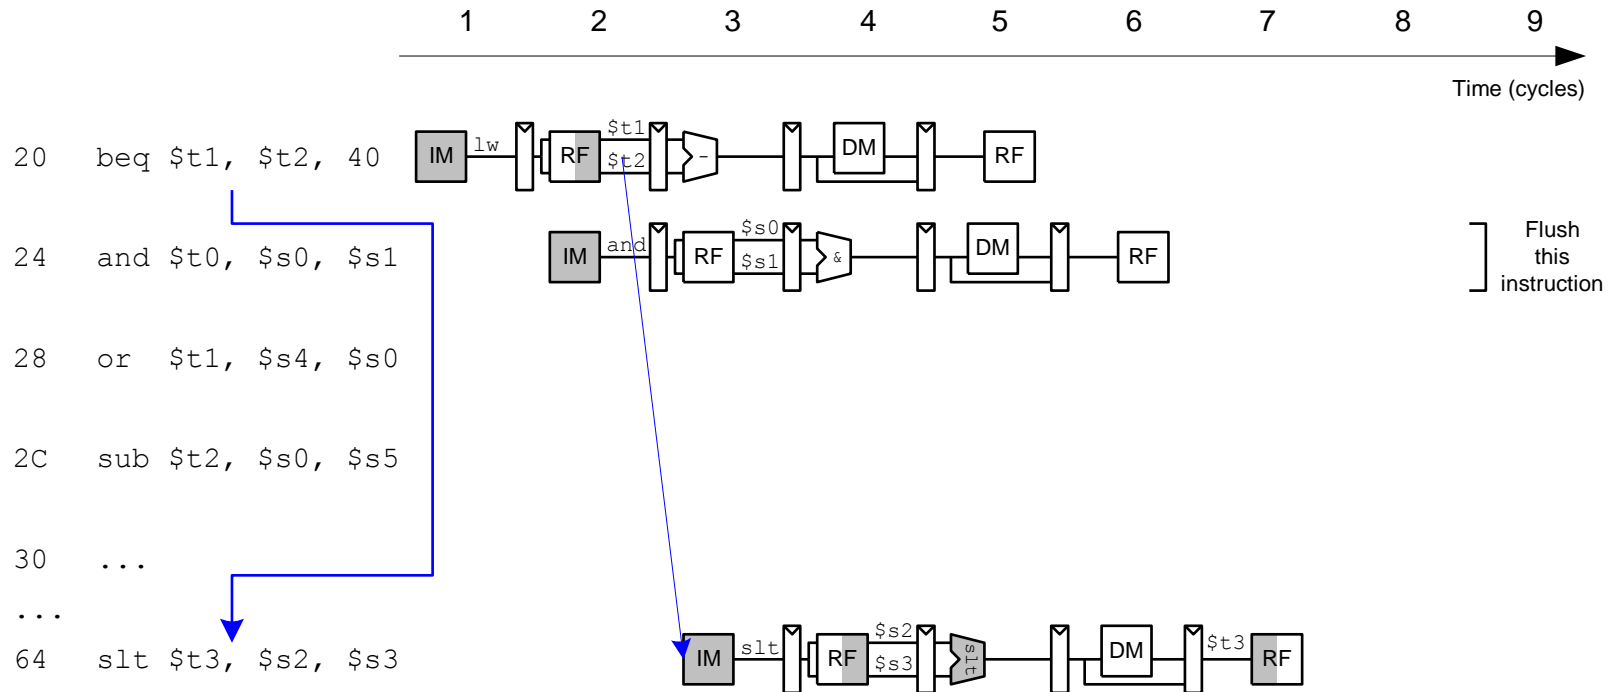 1 2 3 4 5 6 7 8 9
Time (cycles)
20 beq $t1, $t2, 40
IM lw RF $t1 $t2 - DM RF
24 and $t0, $s0, $s1
IM and RF $s0 $s1 & DM RF
Flush
this
instruction
28 or $t1, $s4, $s0
2C sub $t2, $s0, $s5
30 ...
...
64 slt $t3, $s2, $s3
IM slt RF $s2 $s3 slt DM $t3 RF